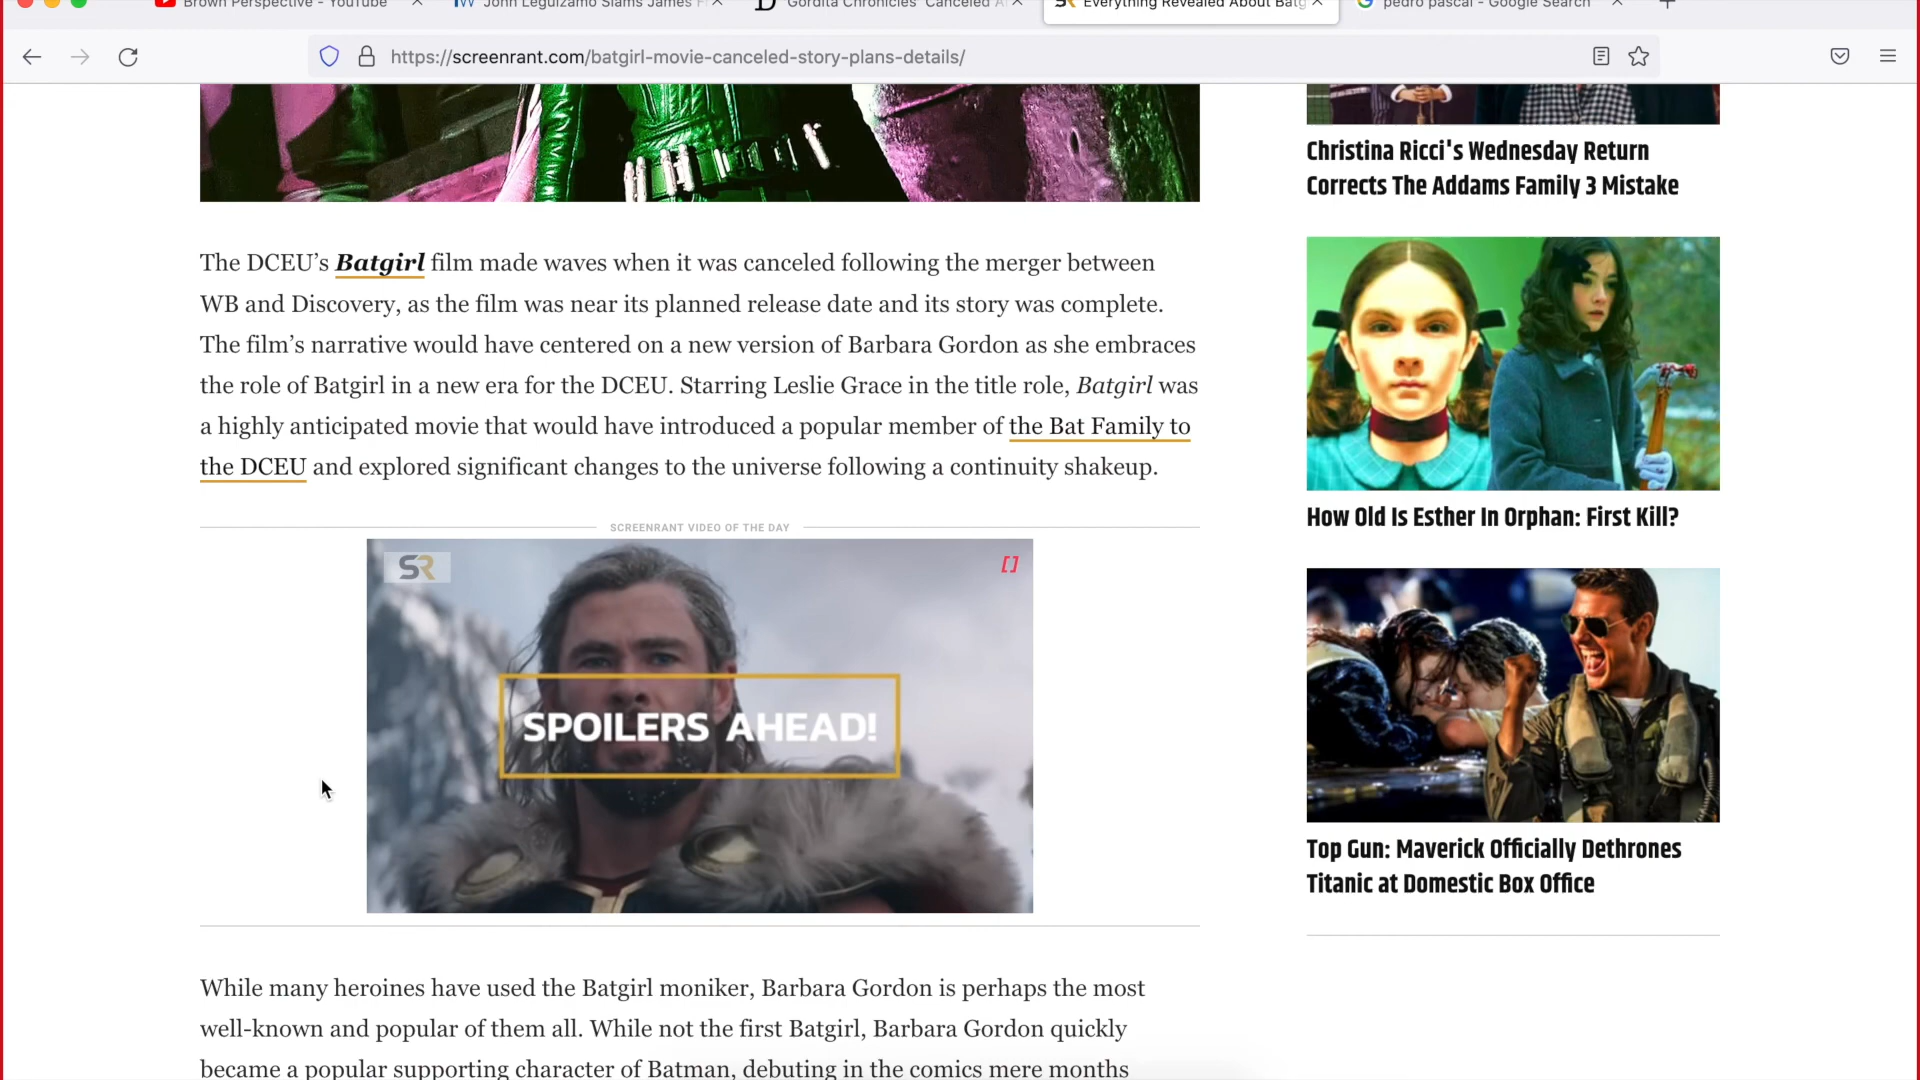 Brown Perspective - YouTube
John Leguizamo Slams James F
'Gordita Chronicles' Canceled A
Everything Revealed About Batg
pedro pascal - Google Search
https://screenrant.com/batgirl-movie-canceled-story-plans-details/
The DCEU’s Batgirl film made waves when it was canceled following the merger between
WB and Discovery, as the film was near its planned release date and its story was complete.
The film’s narrative would have centered on a new version of Barbara Gordon as she embraces
the role of Batgirl in a new era for the DCEU. Starring Leslie Grace in the title role, Batgirl was
a highly anticipated movie that would have introduced a popular member of the Bat Family to
the DCEU and explored significant changes to the universe following a continuity shakeup.
SCREENRANT VIDEO OF THE DAY
SR
SPOILERS AHEAD!
While many heroines have used the Batgirl moniker, Barbara Gordon is perhaps the most
well-known and popular of them all. While not the first Batgirl, Barbara Gordon quickly
became a popular supporting character of Batman, debuting in the comics mere months
Christina Ricci's Wednesday Return
Corrects The Addams Family 3 Mistake
How Old Is Esther In Orphan: First Kill?
Top Gun: Maverick Officially Dethrones
Titanic at Domestic Box Office